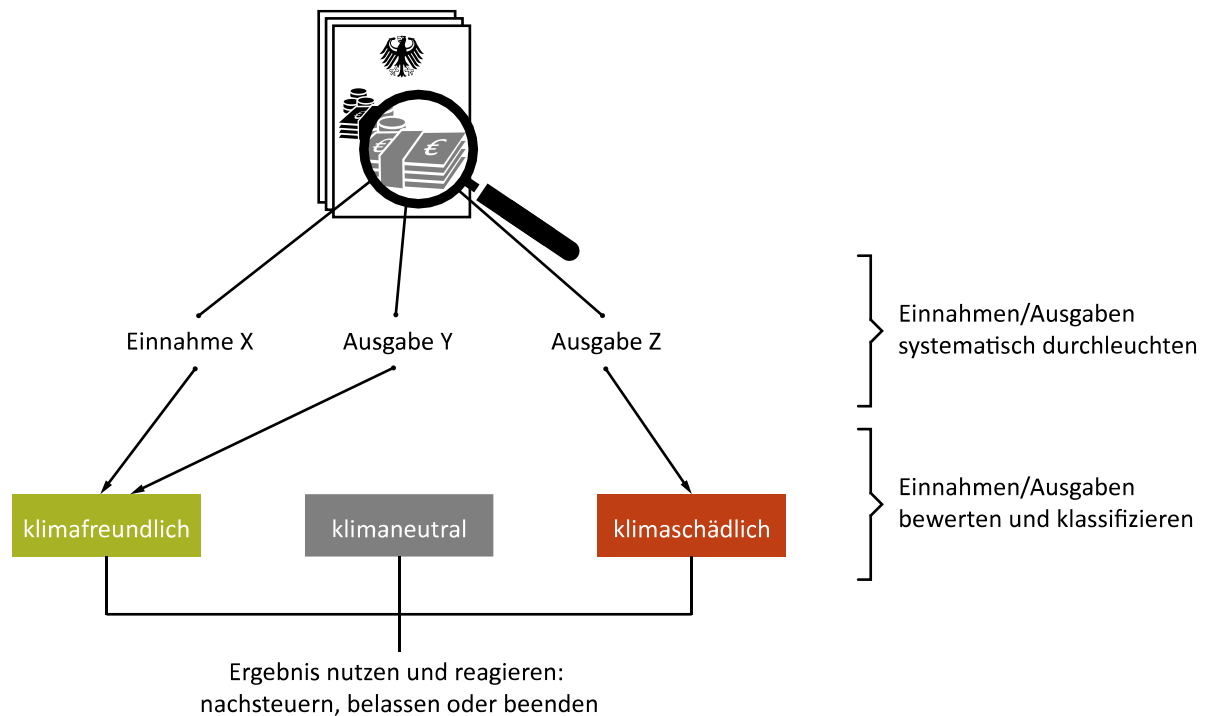 Einnahme X
Ausgabe Y
Ausgabe Z
Einnahmen/Ausgaben
systematisch durchleuchten
klimafreundlich
klimaneutral
klimaschädlich
Einnahmen/Ausgaben
bewerten und klassifizieren
Ergebnis nutzen und reagieren:
nachsteuern, belassen oder beenden